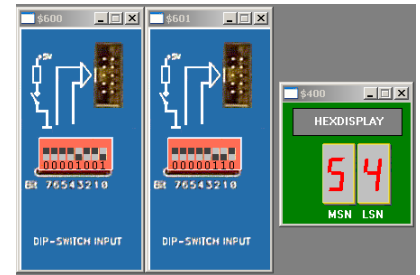 $600
+5V
00001001
Bit 76543210
DIP-SWITCH INPUT
$601
+5V
00000110
Bit 76543210
DIP-SWITCH INPUT
$400
HEXDISPLAY
54
MSN LSN